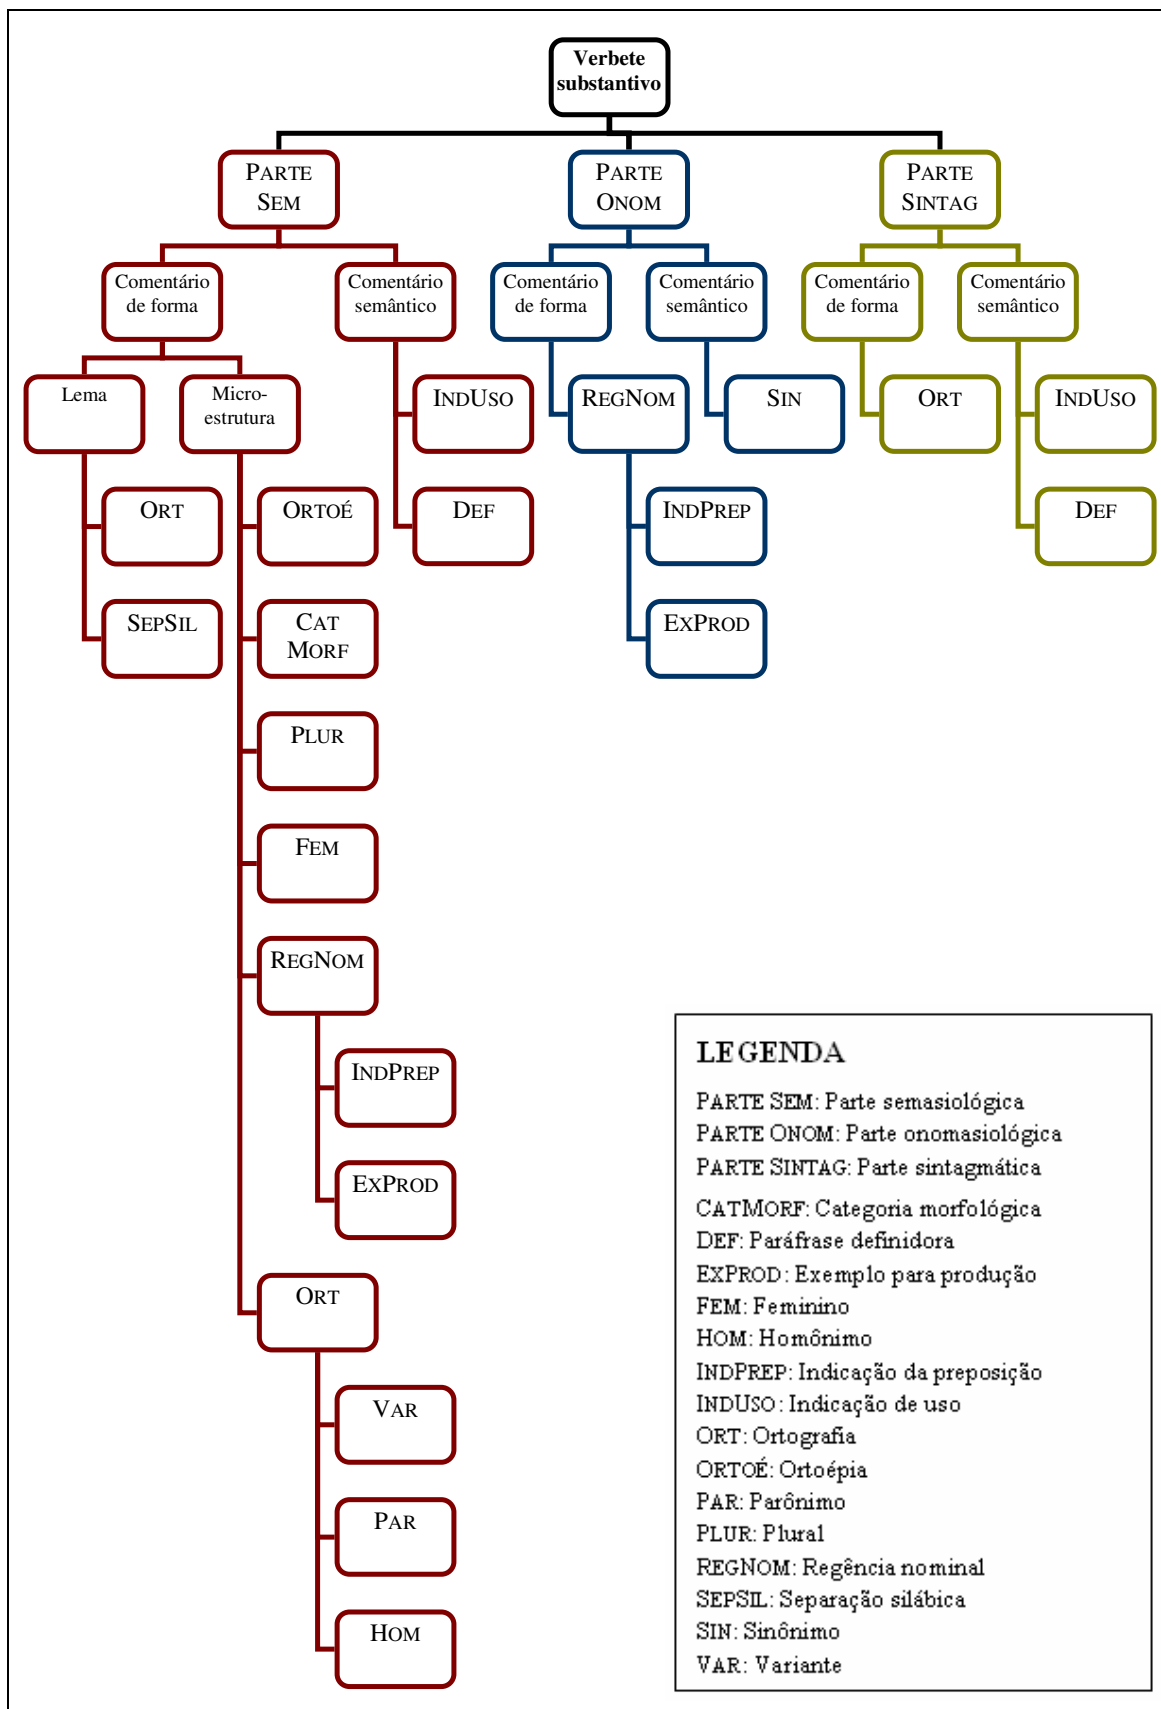 Verbete
substantivo
PARTE
SEM
PARTE
ONOM
PARTE
SINTAG
Comentário
de forma
Comentário
semântico
Comentário
de forma
Comentário
semântico
Comentário
de forma
Comentário
semântico
Lema
Micro-
estrutura
INDUSO
REGNOM
SIN
ORT
INDUSO
ORT
ORTOÉ
DEF
INDPREP
DEF
SEPSIL
CAT
MORF
EXPROD
PLUR
FEM
REGNOM
INDPREP
EXPROD
ORT
VAR
PAR
HOM
LEGENDA
PARTE SEM: Parte semasiológica
PARTE ONOM: Parte onomasiológica
PARTE SINTAG: Parte sintagmática
CATMORF: Categoria morfológica
DEF: Paráfrase definidora
EXPROD: Exemplo para produção
FEM: Feminino
HOM: Homônimo
INDPREP: Indicação da preposição
INDUSO: Indicação de uso
ORT: Ortografia
ORTOÉ: Ortoépia
PAR: Parônimo
PLUR: Plural
REGNOM: Regência nominal
SEPSIL: Separação silábica
SIN: Sinônimo
VAR: Variante